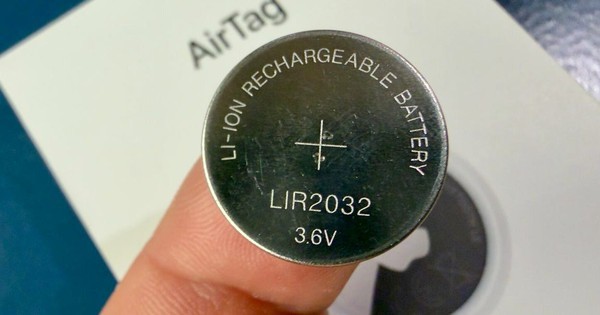 AirTag
LI-ION RECHARGEABLE BATTERY
LIR2032
3.6V